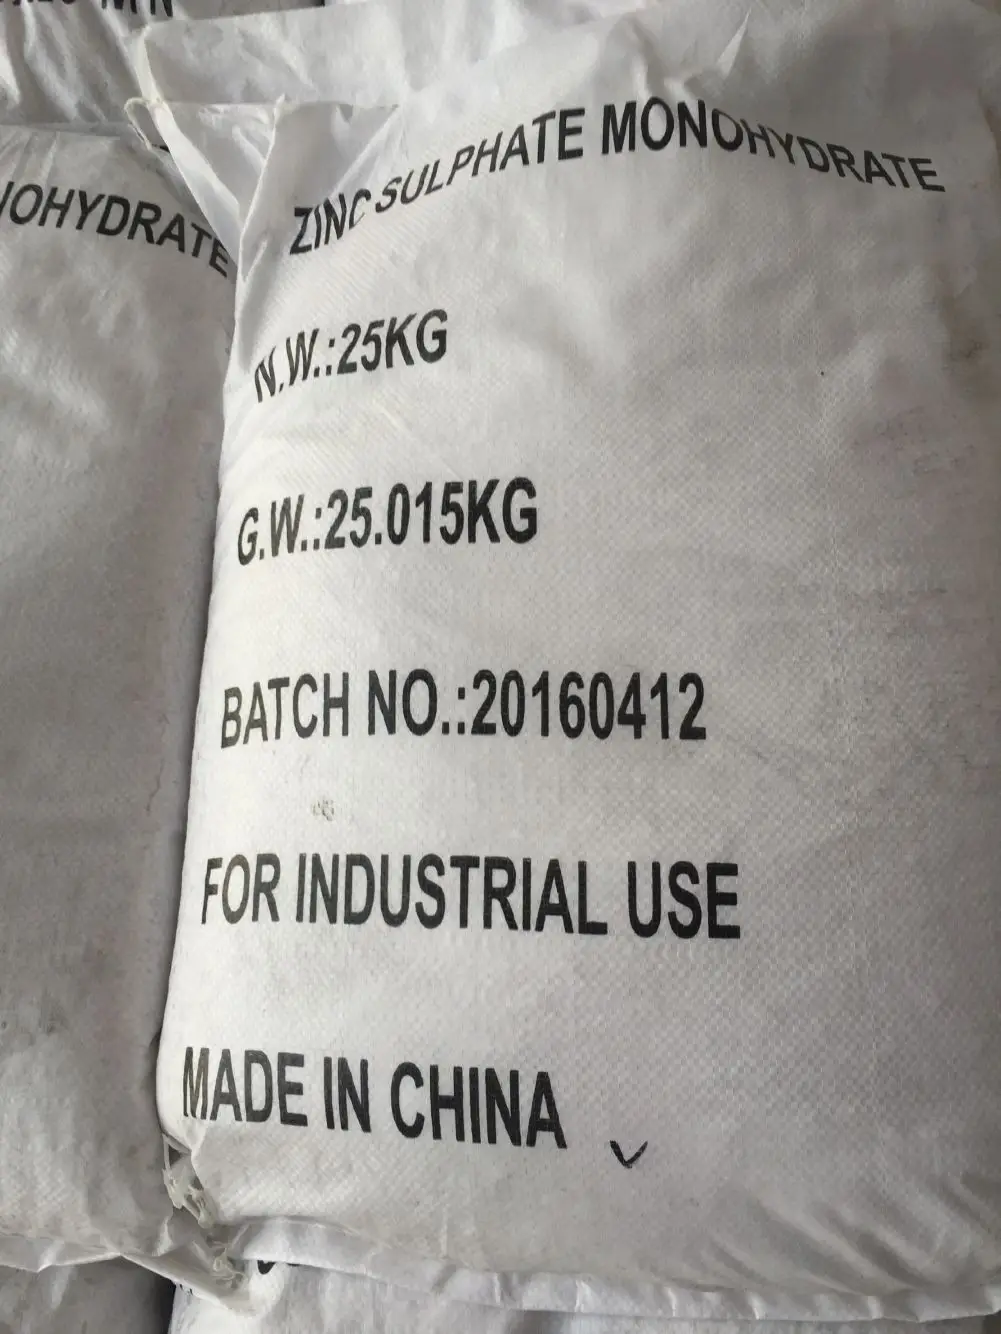 ZINC SULPHATE MONOHYDRATE
N.W.:25KG
G.W.:25.015KG
BATCH NO.:20160412
FOR INDUSTRIAL USE
MADE IN CHINA
OHYDRATE